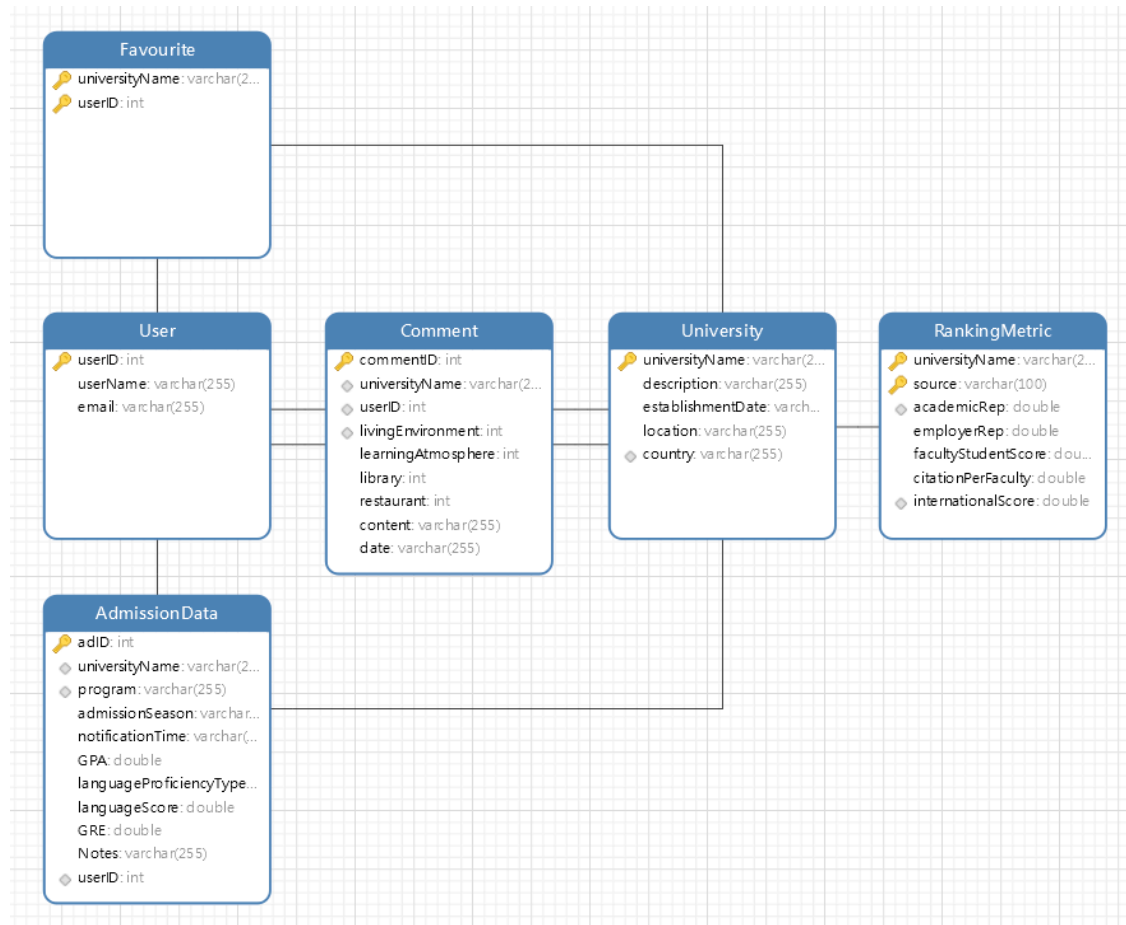 Favourite
universityName: varchar(2...
userID: int
User
userID: int
userName: varchar(255)
email: varchar(255)
Comment
commentID: int
universityName: varchar(2...
userID: int
livingEnvironment: int
learningAtmosphere: int
library: int
restaurant: int
content: varchar(255)
date: varchar(255)
University
universityName: varchar(2...
description: varchar(255)
establishmentDate: varch...
location: varchar(255)
country: varchar(255)
RankingMetric
universityName: varchar(2...
source: varchar(100)
academicRep: double
employerRep: double
facultyStudentScore: dou...
citationPerFaculty: double
internationalScore: double
AdmissionData
adID: int
universityName: varchar(2...
program: varchar(255)
admissionSeason: varchar...
notificationTime: varchar(...
GPA: double
languageProficiencyType...
languageScore: double
GRE: double
Notes: varchar(255)
userID: int